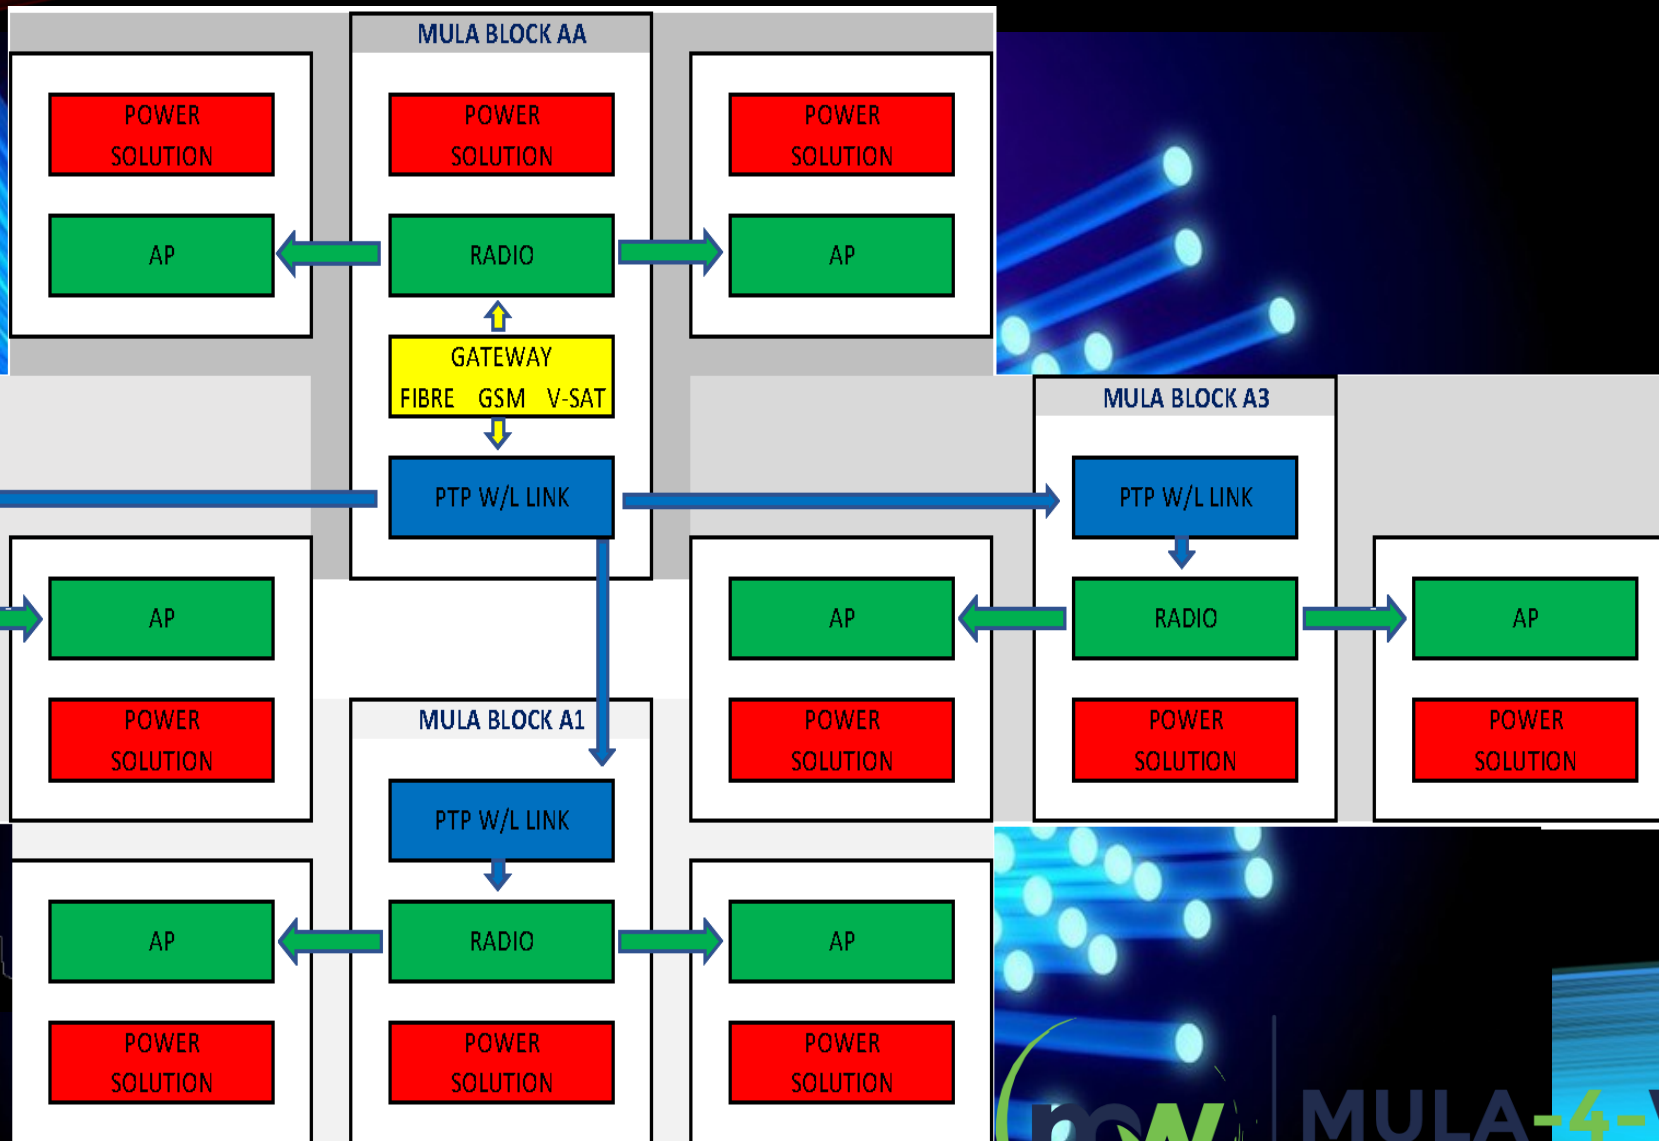 MULA BLOCK AA
POWER
SOLUTION
POWER
SOLUTION
POWER
SOLUTION
AP
RADIO
AP
GATEWAY
FIBRE GSM V-SAT
MULA BLOCK A3
PTP W/L LINK
PTP W/L LINK
AP
AP
RADIO
AP
POWER
SOLUTION
MULA BLOCK A1
POWER
SOLUTION
POWER
SOLUTION
POWER
SOLUTION
PTP W/L LINK
AP
RADIO
AP
POWER
SOLUTION
POWER
SOLUTION
POWER
SOLUTION
MULA-4-